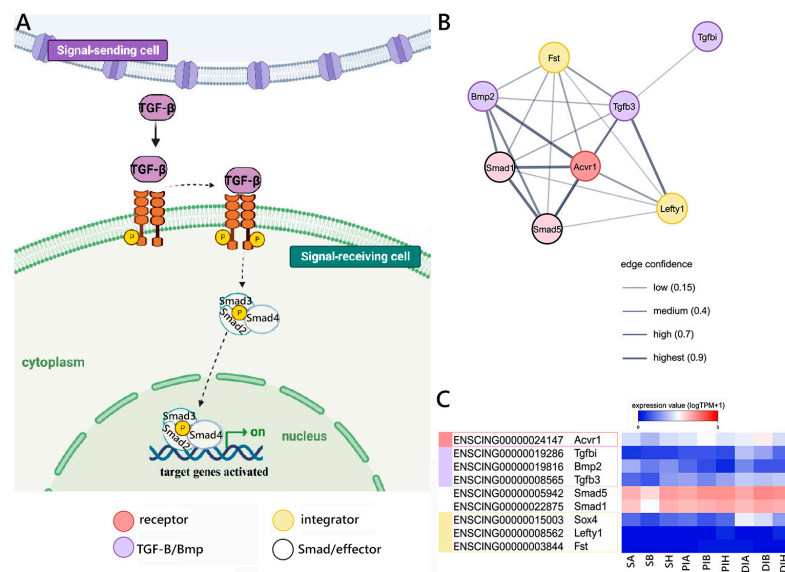 A
Signal-sending cell
TGF-β
TGF-β
TGF-β
P
P
P
Signal-receiving cell
Smad3
P
Smad2
Smad4
cytoplasm
Smad3
P
Smad2
Smad4
on
nucleus
target genes activated
receptor
integrator
TGF-B/Bmp
Smad/effector
B
Tgfbi
Fst
Bmp2
Tgfb3
Smad1
Acvr1
Lefty1
Smad5
edge confidence
low (0.15)
medium (0.4)
high (0.7)
highest (0.9)
C
expression value (logTPM+1)
0
3
ENSCING00000024147 Acvr1
ENSCING00000019286 Tgfbi
ENSCING00000019816 Bmp2
ENSCING00000008565 Tgfb3
ENSCING00000005942 Smad5
ENSCING00000022875 Smad1
ENSCING00000015003 Sox4
ENSCING00000008562 Lefty1
ENSCING00000003844 Fst
SA SB SH PIA PIB PIH DIA DIB DIH